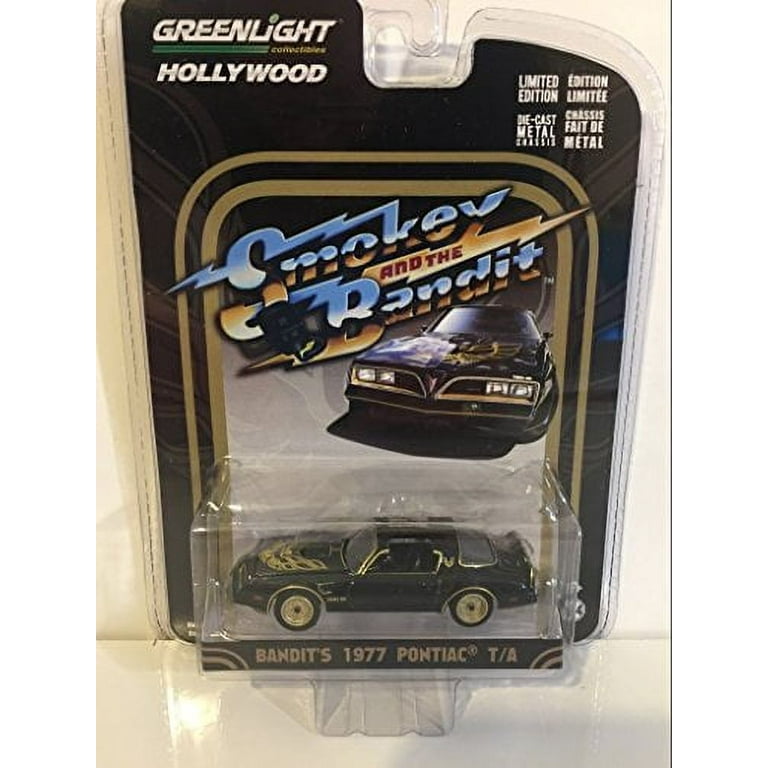 GREENLIGHT
collectibles
HOLLYWOOD
LIMITED EDITION
ÉDITION LIMITÉE
DIE-CAST
METAL
CHASSIS
CHÂSSIS
FAIT DE
MÉTAL
Smokey
AND THE
Bandit™
BANDIT'S 1977 PONTIAC® T/A